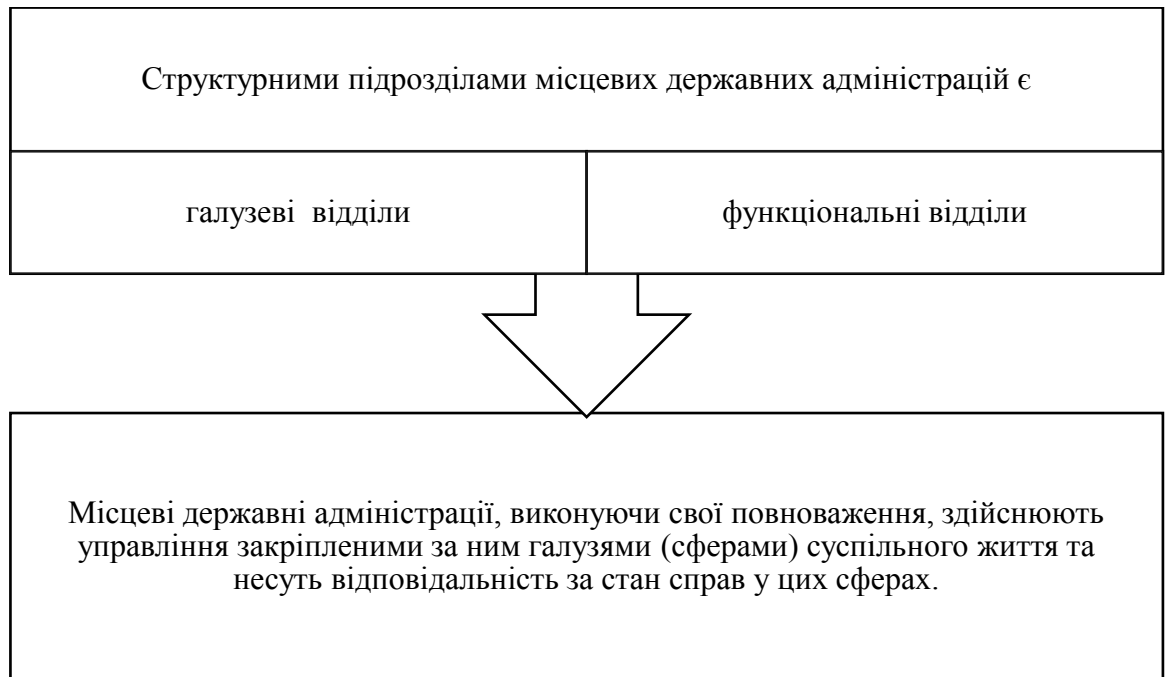 Структурними підрозділами місцевих державних адміністрацій є
галузеві відділи
функціональні відділи
Місцеві державні адміністрації, виконуючи свої повноваження, здійснюють
управління закріпленими за ним галузями (сферами) суспільного життя та
несуть відповідальність за стан справ у цих сферах.